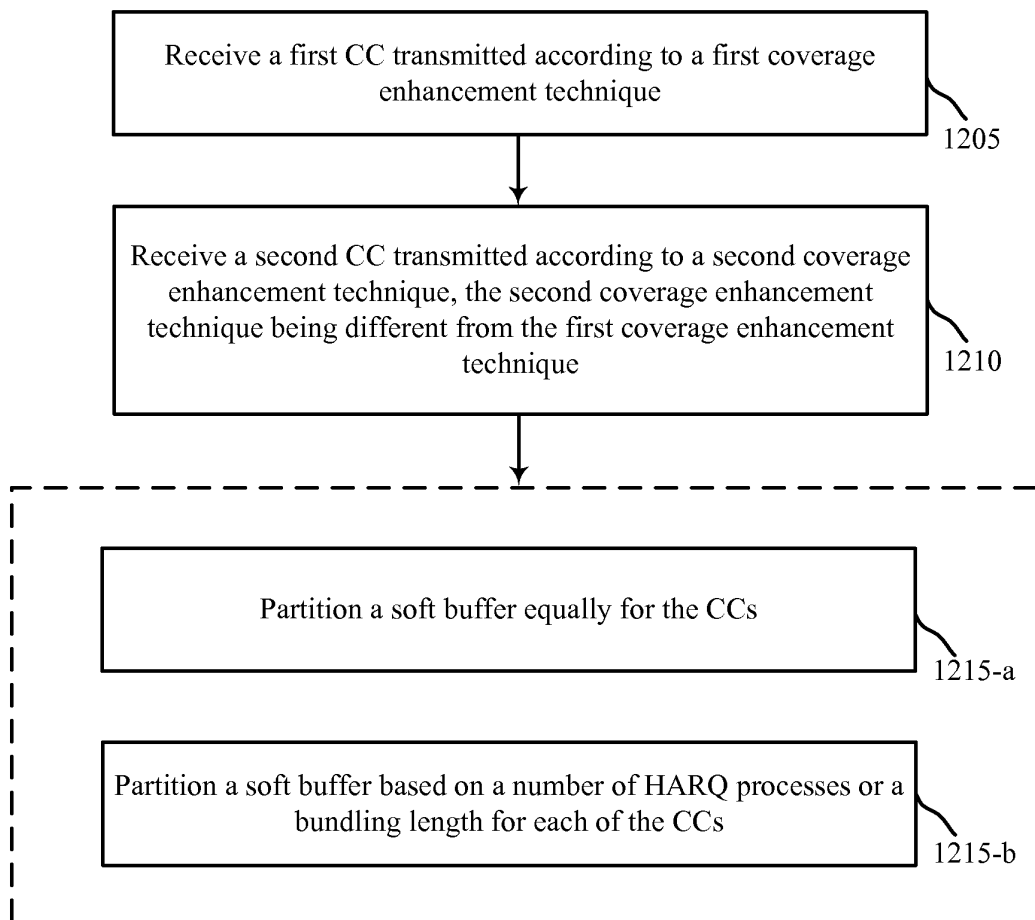 Receive a first CC transmitted according to a first coverage
enhancement technique
1205
Receive a second CC transmitted according to a second coverage
enhancement technique, the second coverage enhancement
technique being different from the first coverage enhancement
technique
1210
Partition a soft buffer equally for the CCs
1215-a
Partition a soft buffer based on a number of HARQ processes or a
bundling length for each of the CCs
1215-b